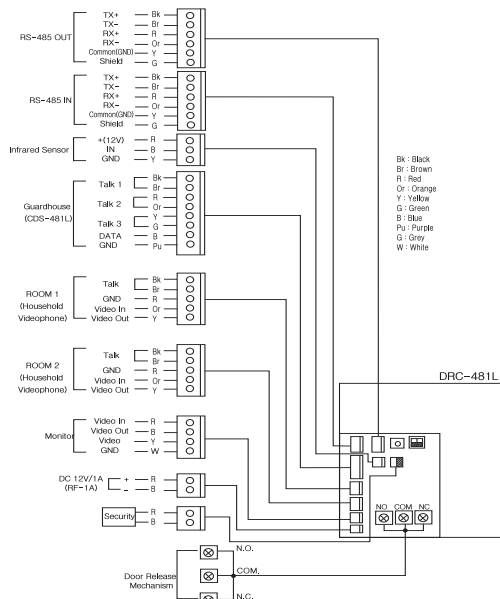 RS-485 OUT
TX+ Bk
TX- Br
RX+ R
RX- Or
Common(GND) Y
Shield G
RS-485 IN
TX+ Bk
TX- Br
RX+ R
RX- Or
Common(GND) Y
Shield G
Infrared Sensor
+(12V) R
IN B
GND Y
Guardhouse
(CDS-481L)
Talk 1 Bk
Br
Talk 2 R
Or
Talk 3 Y
G
DATA B
GND Pu
Bk : Black
Br : Brown
R : Red
Or : Orange
Y : Yellow
G : Green
B : Blue
Pu : Purple
G : Grey
W : White
ROOM 1
(Household
Videophone)
Talk Bk
Br
GND R
Video In Or
Video Out Y
ROOM 2
(Household
Videophone)
Talk Bk
Br
GND R
Video In Or
Video Out Y
DRC-481L
Monitor
Video In R
Video Out B
Video Y
GND W
DC 12V/1A
(RF-1A)
+ R
- B
Security R
B
NO COM NC
Door Release
Mechanism
N.O.
COM.
N.C.